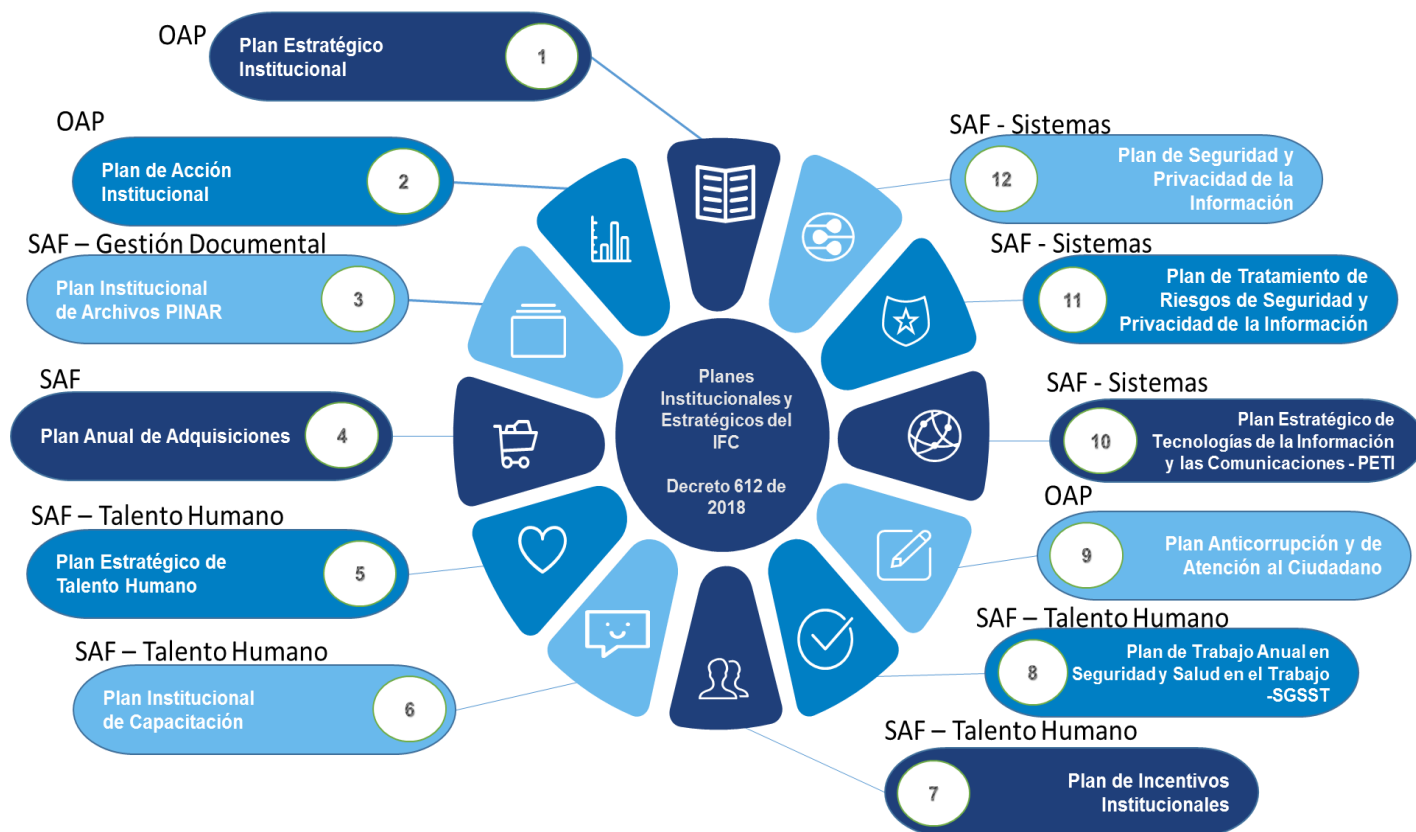 OAP
Plan Estratégico
Institucional
1
OAP
Plan de Acción
Institucional
2
SAF – Gestión Documental
Plan Institucional
de Archivos PINAR
3
SAF
Plan Anual de Adquisiciones
4
SAF – Talento Humano
Plan Estratégico de
Talento Humano
5
SAF – Talento Humano
Plan Institucional
de Capacitación
6
SAF – Talento Humano
7
Plan de Incentivos
Institucionales
SAF – Talento Humano
8
Plan de Trabajo Anual en
Seguridad y Salud en el Trabajo
-SGSST
OAP
9
Plan Anticorrupción y de
Atención al Ciudadano
SAF - Sistemas
10
Plan Estratégico de
Tecnologías de la Información
y las Comunicaciones - PETI
SAF - Sistemas
11
Plan de Tratamiento de
Riesgos de Seguridad y
Privacidad de la Información
SAF - Sistemas
12
Plan de Seguridad y
Privacidad de la
Información
Planes
Institucionales y
Estratégicos del
IFC
Decreto 612 de
2018